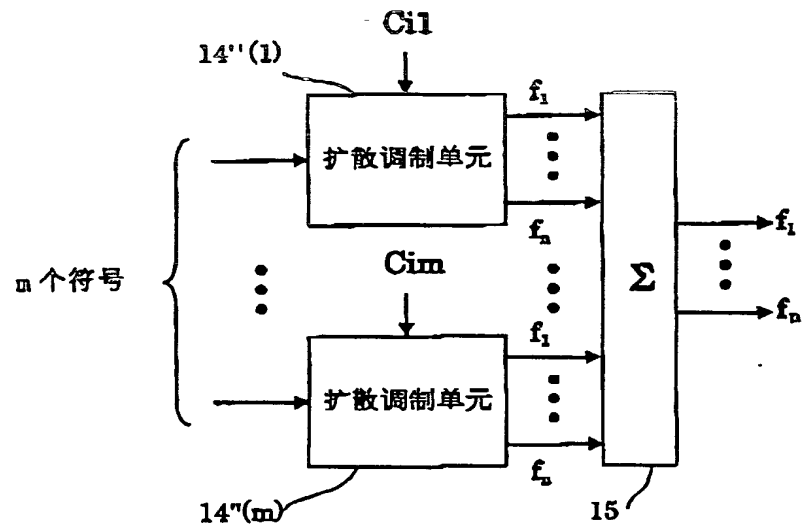 Ci1
14''(1)
f₁
扩散调制单元
fₙ
f₁
m 个符号
Cim
Σ
fₙ
f₁
扩散调制单元
fₙ
14"(m)
15